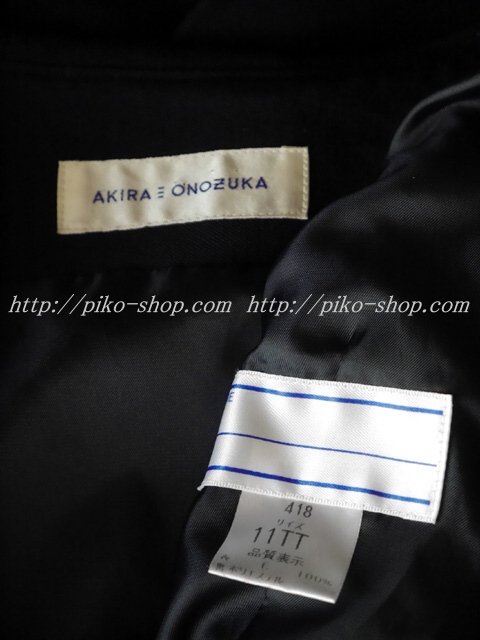 AKIRA ONOZUKA
http://piko-shop.com http://piko-shop.com
E
418
サイズ
11TT
品質表示
100%